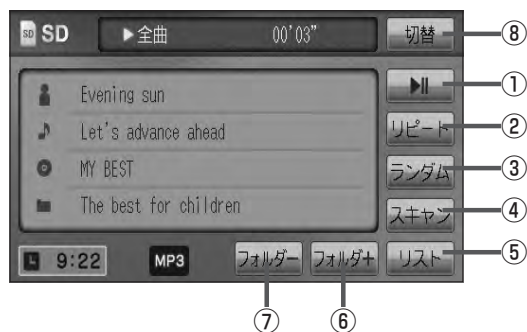 SD SD ▶全曲 00'03" 切替 ⑧
▶II ①
Evening sun
リピート ②
Let's advance ahead
ランダム ③
MY BEST
スキャン ④
The best for children
リスト ⑤
9:22 MP3 フォルダー フォルダ+
⑦ ⑥